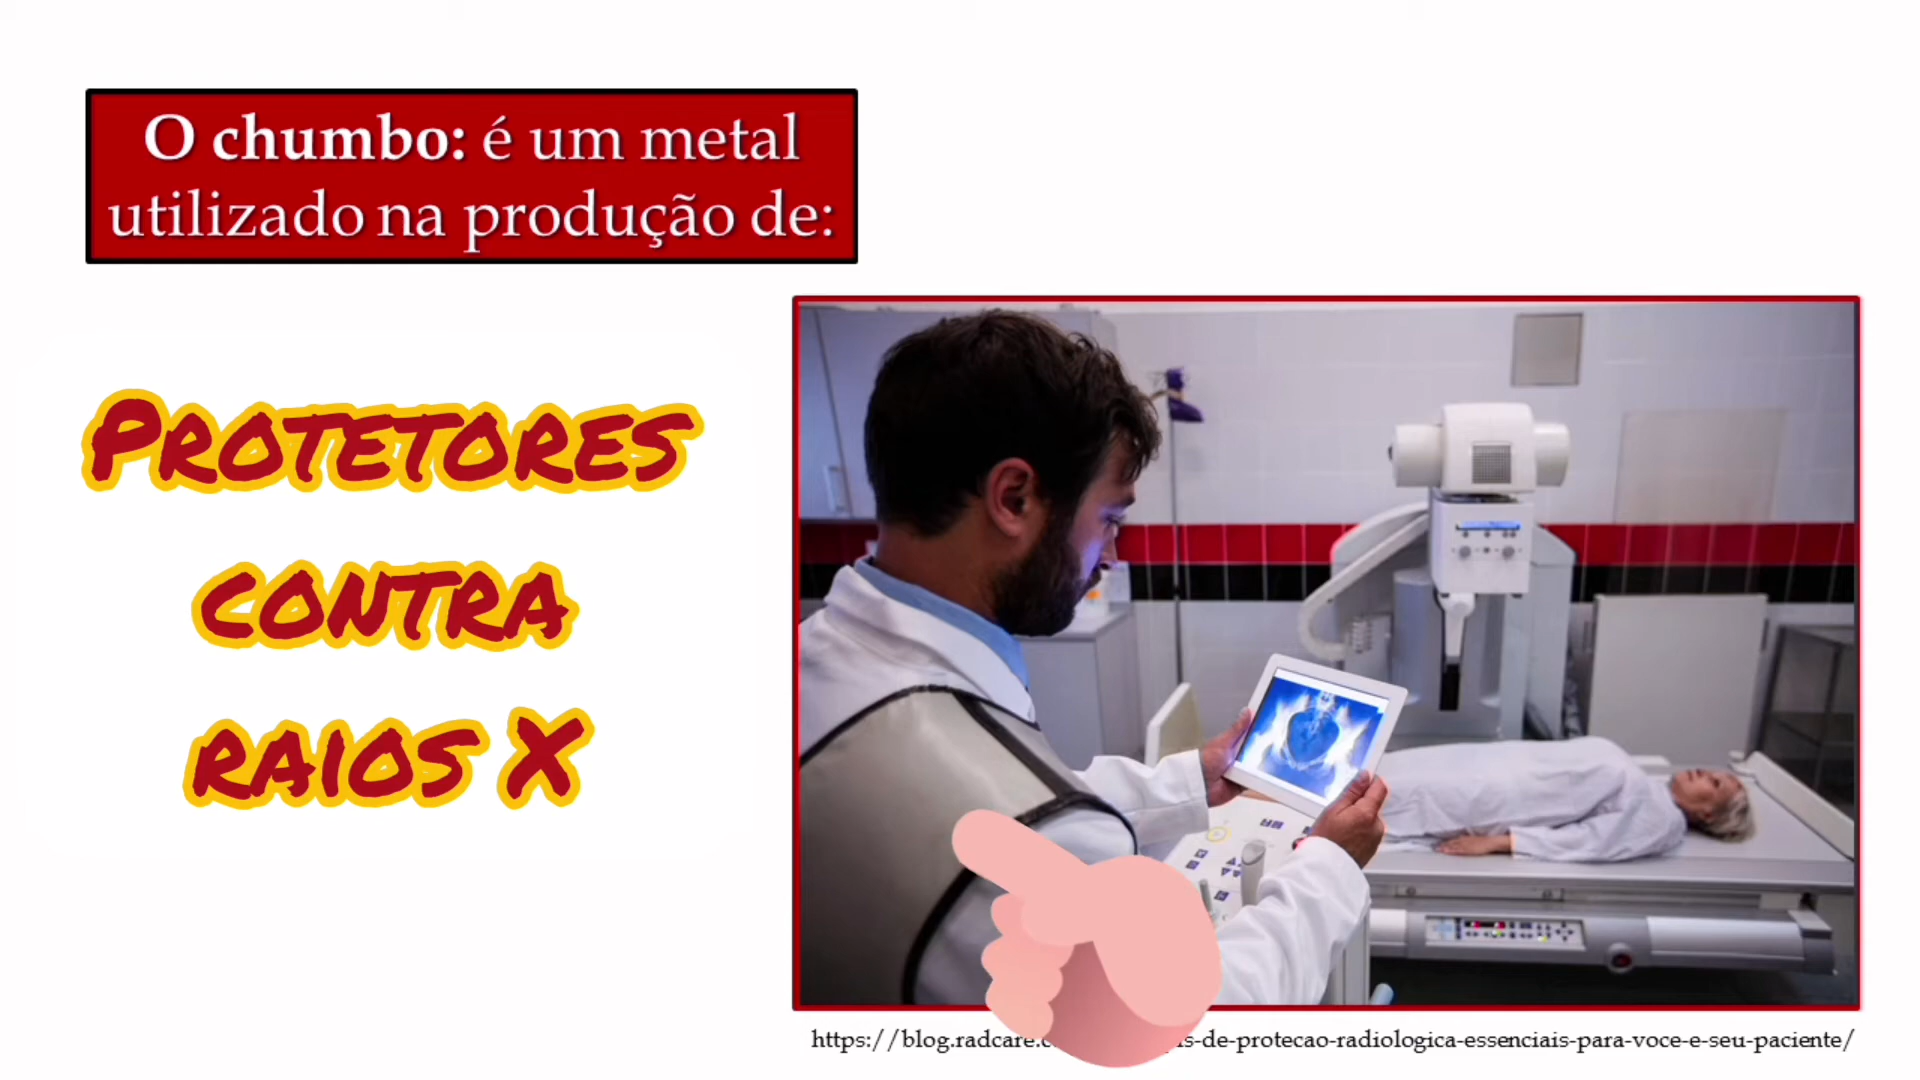 O chumbo: é um metal
utilizado na produção de:
PROTETORES
CONTRA
RAIOS X
https://blog.radcare. -de-protecao-radiologica-essenciais-para-voce-e-seu-paciente/